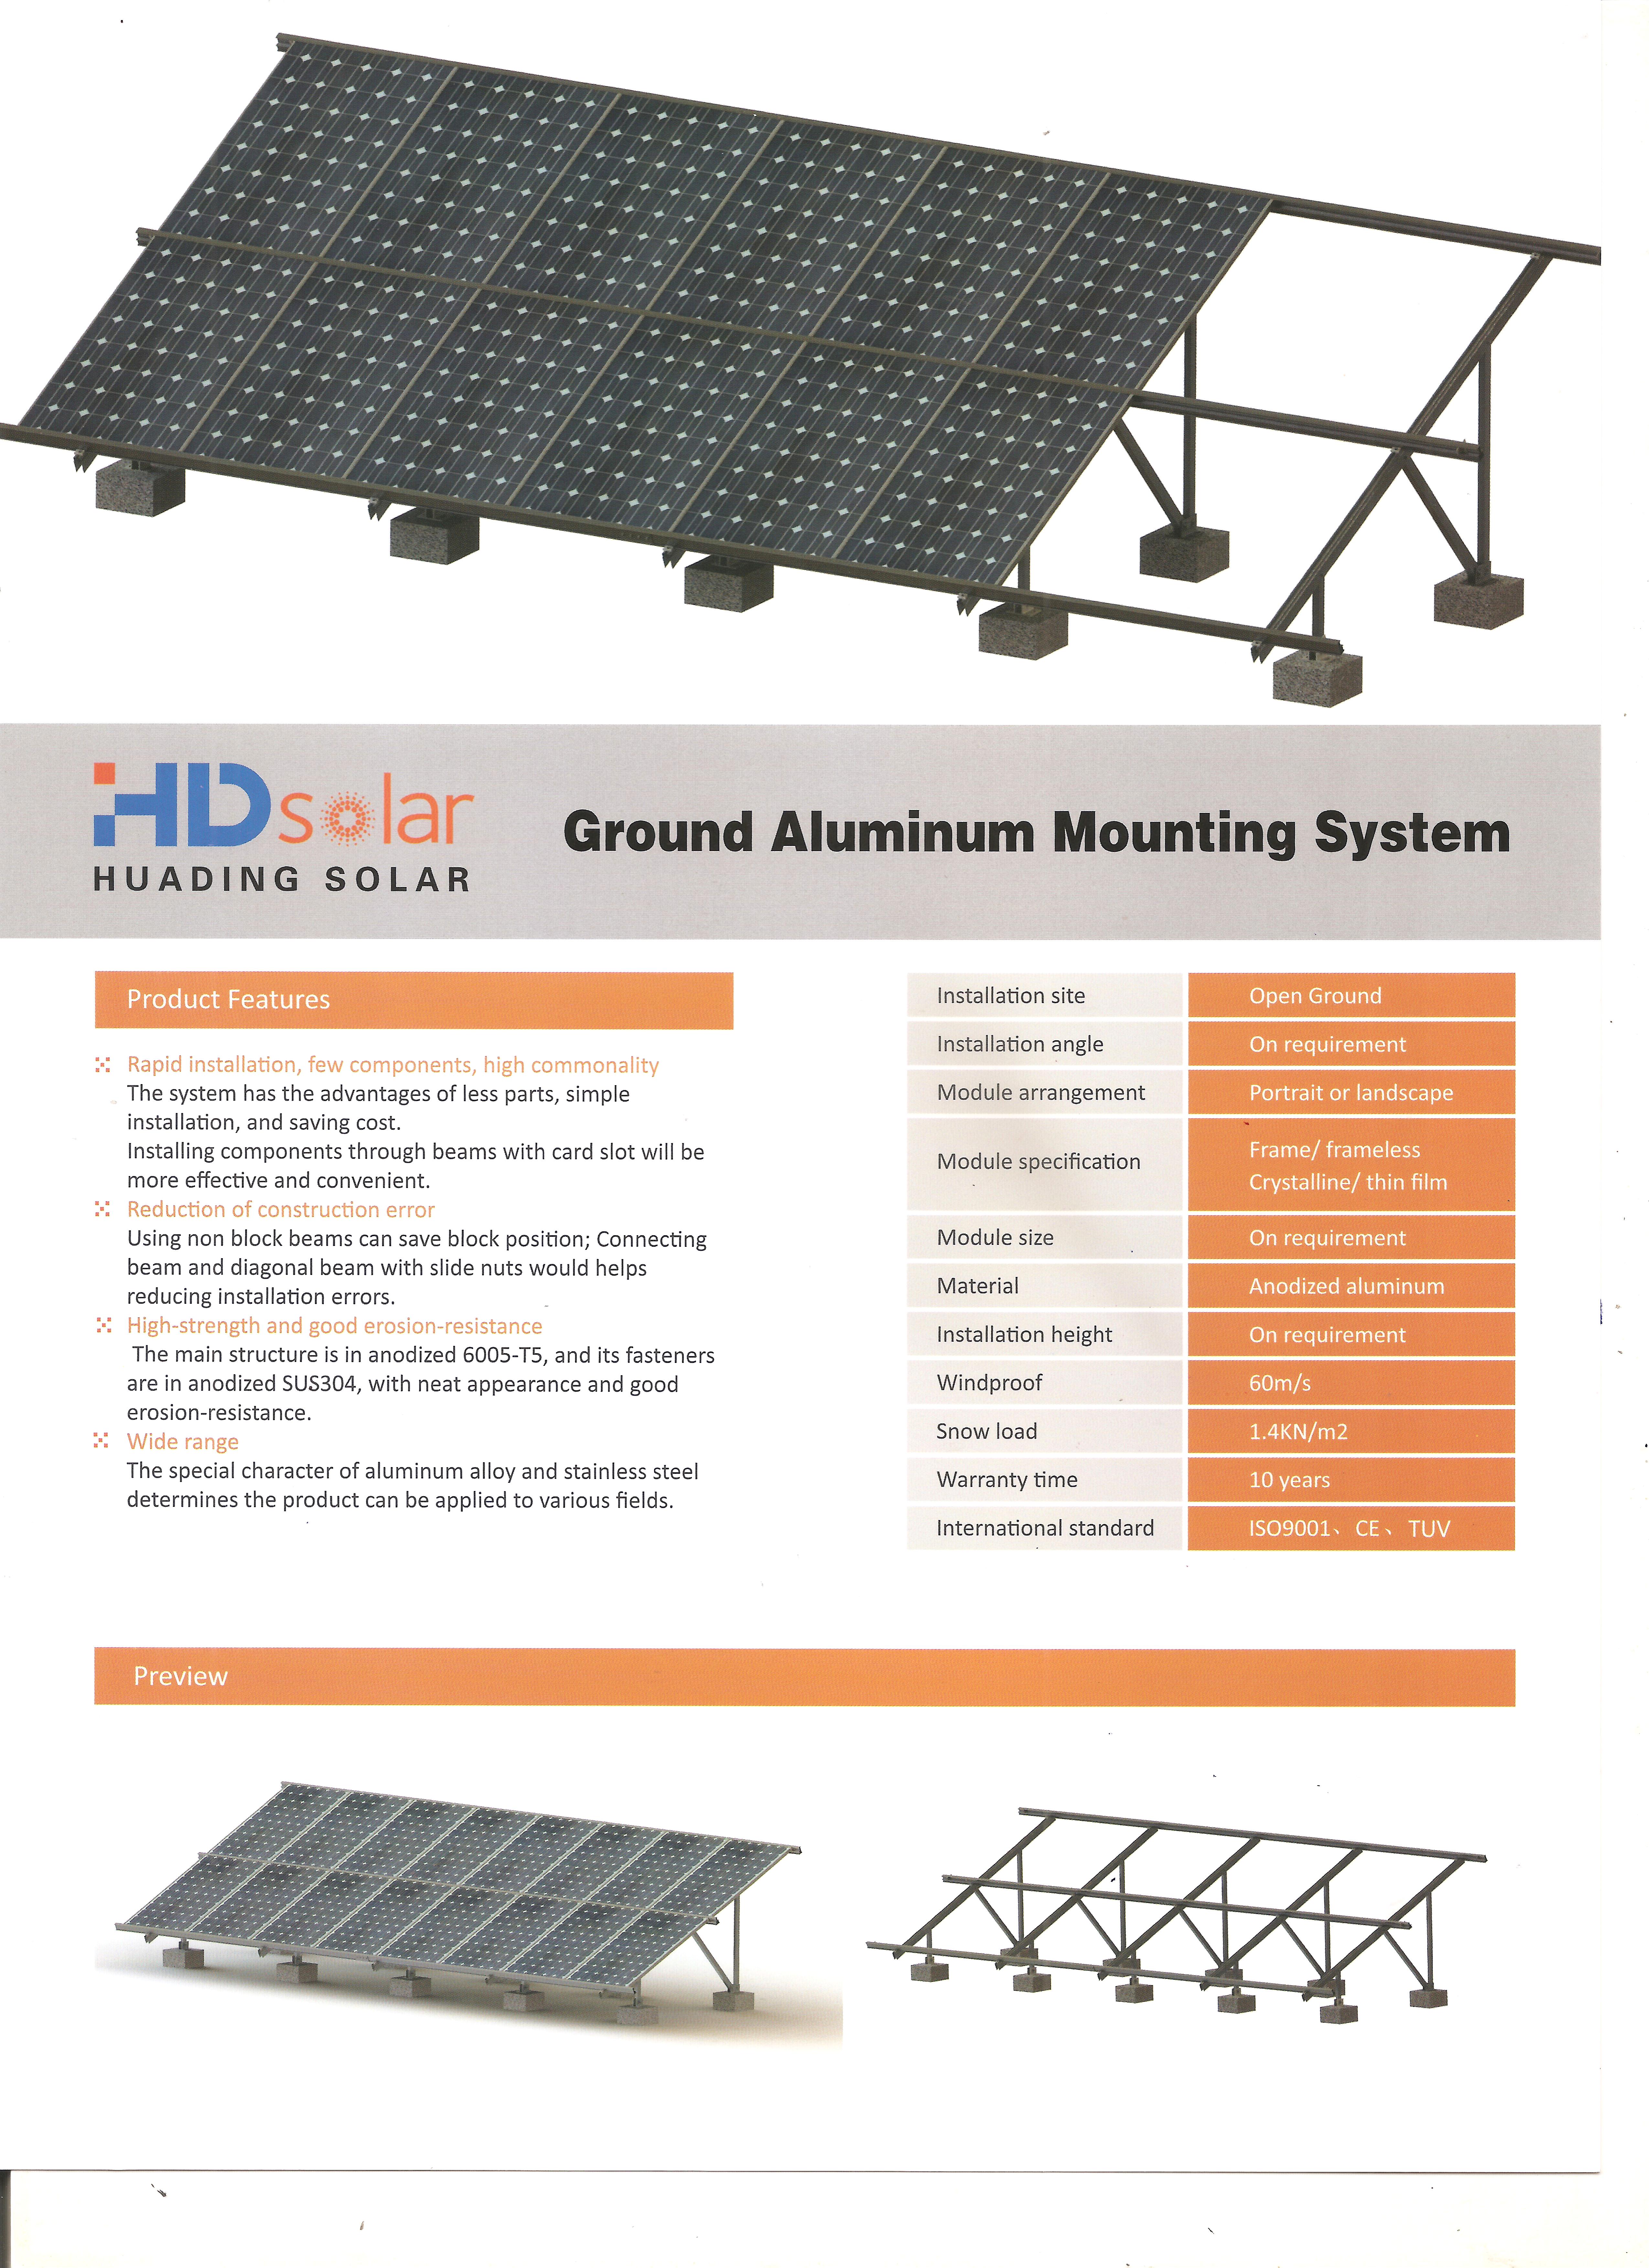 HDsolar
HUADING SOLAR
Ground Aluminum Mounting System
Product Features
Rapid installation, few components, high commonality
The system has the advantages of less parts, simple
installation, and saving cost.
Installing components through beams with card slot will be
more effective and convenient.
Reduction of construction error
Using non block beams can save block position; Connecting
beam and diagonal beam with slide nuts would helps
reducing installation errors.
High-strength and good erosion-resistance
The main structure is in anodized 6005-T5, and its fasteners
are in anodized SUS304, with neat appearance and good
erosion-resistance.
Wide range
The special character of aluminum alloy and stainless steel
determines the product can be applied to various fields.
Installation site Open Ground
Installation angle On requirement
Module arrangement Portrait or landscape
Module specification Frame/ frameless
Crystalline/ thin film
Module size On requirement
Material Anodized aluminum
Installation height On requirement
Windproof 60m/s
Snow load 1.4KN/m2
Warranty time 10 years
International standard ISO9001、CE、TUV
Preview